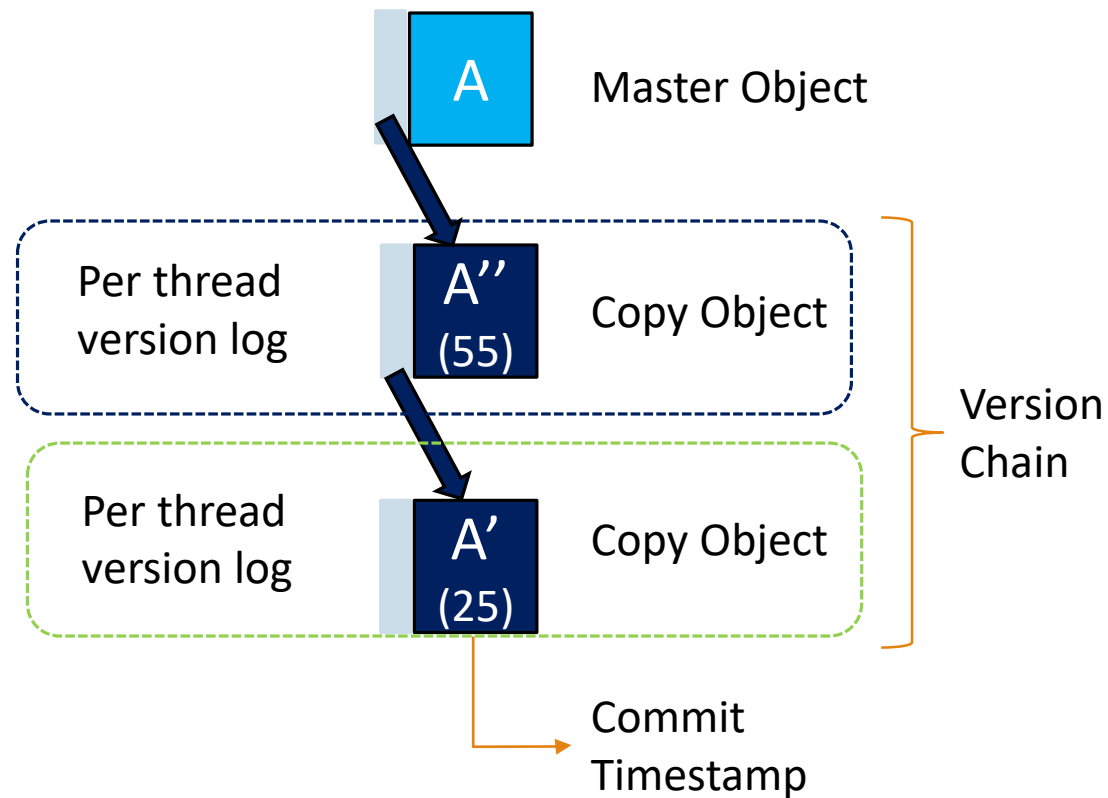 A
Master Object
Per thread
version log
A’’
(55)
Copy Object
Version
Chain
Per thread
version log
A’
(25)
Copy Object
Commit
Timestamp